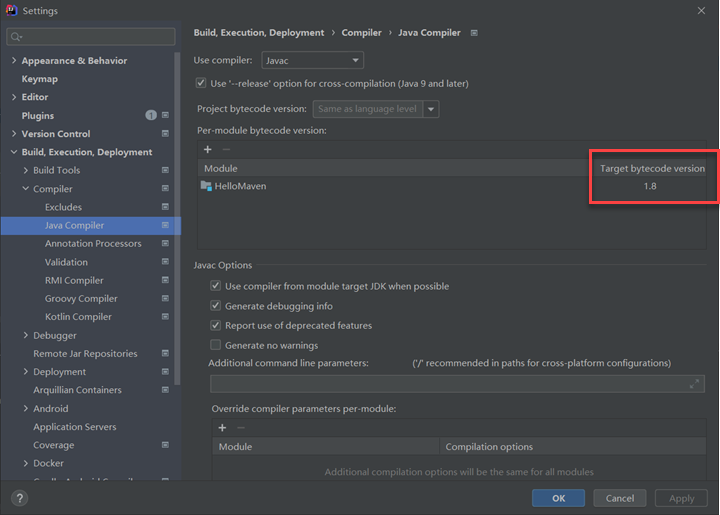 Settings
Appearance & Behavior
Keymap
Editor
Plugins 1
Version Control
Build, Execution, Deployment
Build Tools
Compiler
Excludes
Java Compiler
Annotation Processors
Validation
RMI Compiler
Groovy Compiler
Kotlin Compiler
Debugger
Remote Jar Repositories
Deployment
Arquillian Containers
Android
Application Servers
Coverage
Docker
Build, Execution, Deployment > Compiler > Java Compiler
Use compiler: Javac
Use '--release' option for cross-compilation (Java 9 and later)
Project bytecode version: Same as language level
Per-module bytecode version:
+ −
Module Target bytecode version
HelloMaven 1.8
Javac Options
Use compiler from module target JDK when possible
Generate debugging info
Report use of deprecated features
Generate no warnings
Additional command line parameters: ('/' recommended in paths for cross-platform configurations)
Override compiler parameters per-module:
+ −
Module Compilation options
Additional compilation options will be the same for all modules
? OK Cancel Apply